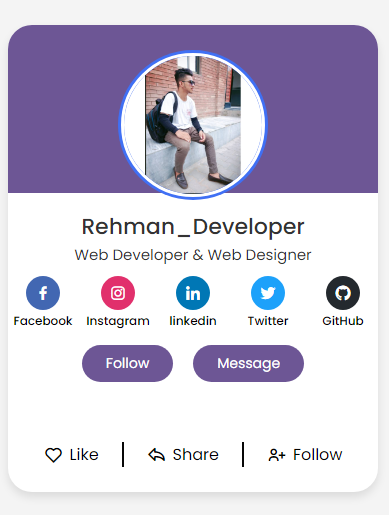 Rehman_Developer
Web Developer & Web Designer
Facebook Instagram linkedin Twitter GitHub
Follow Message
Like Share Follow